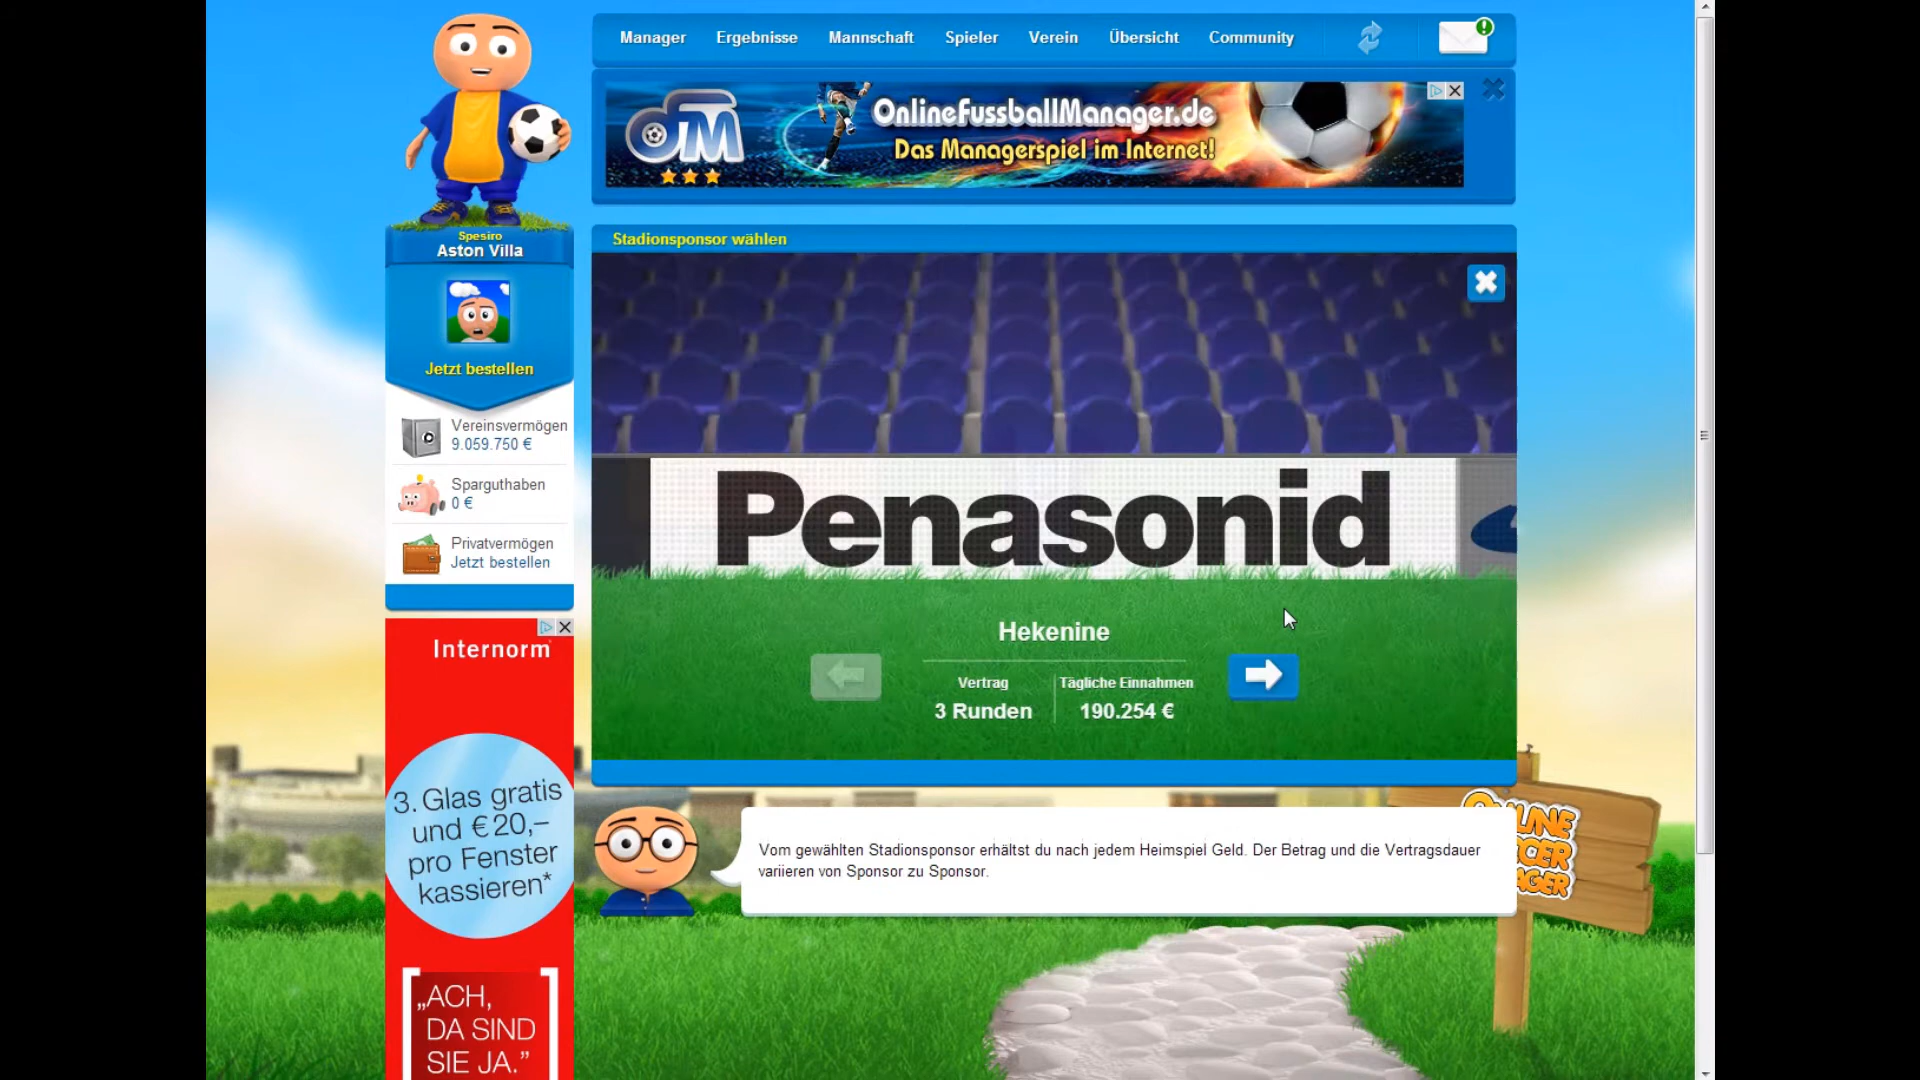 Manager Ergebnisse Mannschaft Spieler Verein Übersicht Community
OFM
OnlineFussballManager.de
Das Managerspiel im Internet!
Spesiro
Aston Villa
Jetzt bestellen
Vereinsvermögen
9.059.750 €
Sparguthaben
0 €
Privatvermögen
Jetzt bestellen
Internorm
3. Glas gratis
und € 20,–
pro Fenster
kassieren*
„ACH,
DA SIND
SIE JA.”
Stadionsponsor wählen
Penasonid
Hekenine
Vertrag
3 Runden
Tägliche Einnahmen
190.254 €
Vom gewählten Stadionsponsor erhältst du nach jedem Heimspiel Geld. Der Betrag und die Vertragsdauer
variieren von Sponsor zu Sponsor.